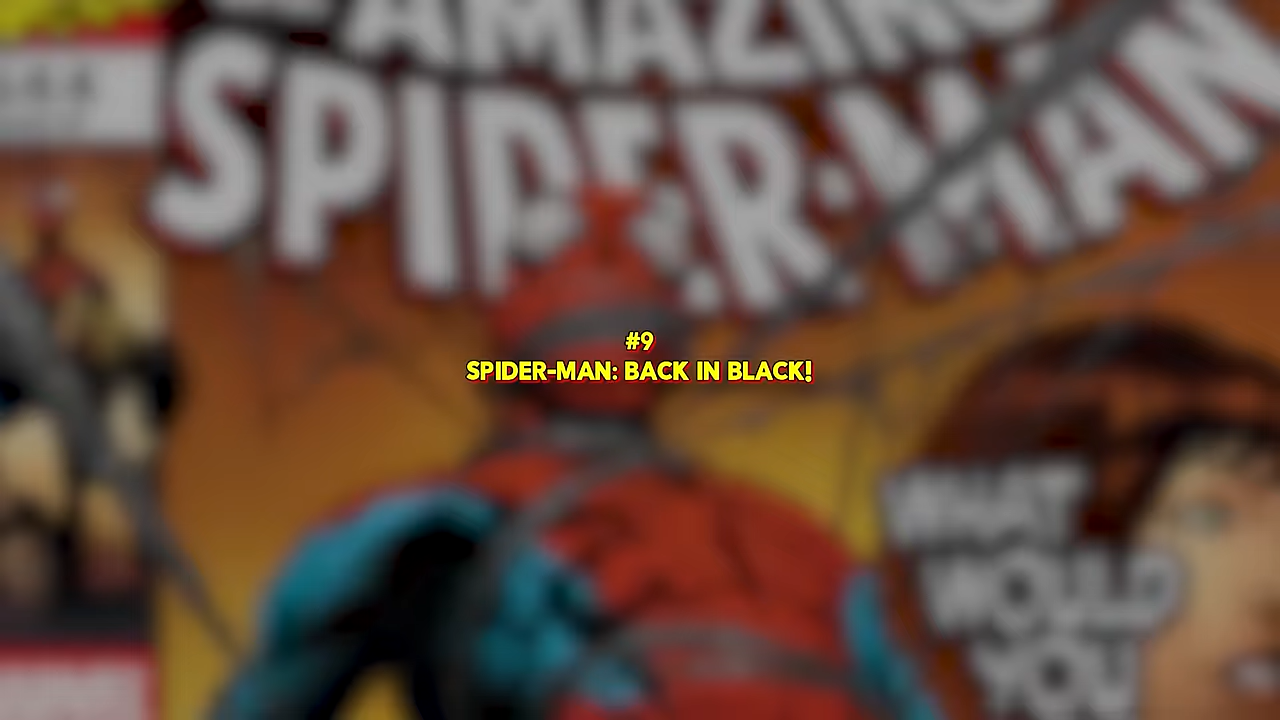 AMAZING
SPIDER-MAN
#9
SPIDER-MAN: BACK IN BLACK!
WHAT
WOULD
YOU